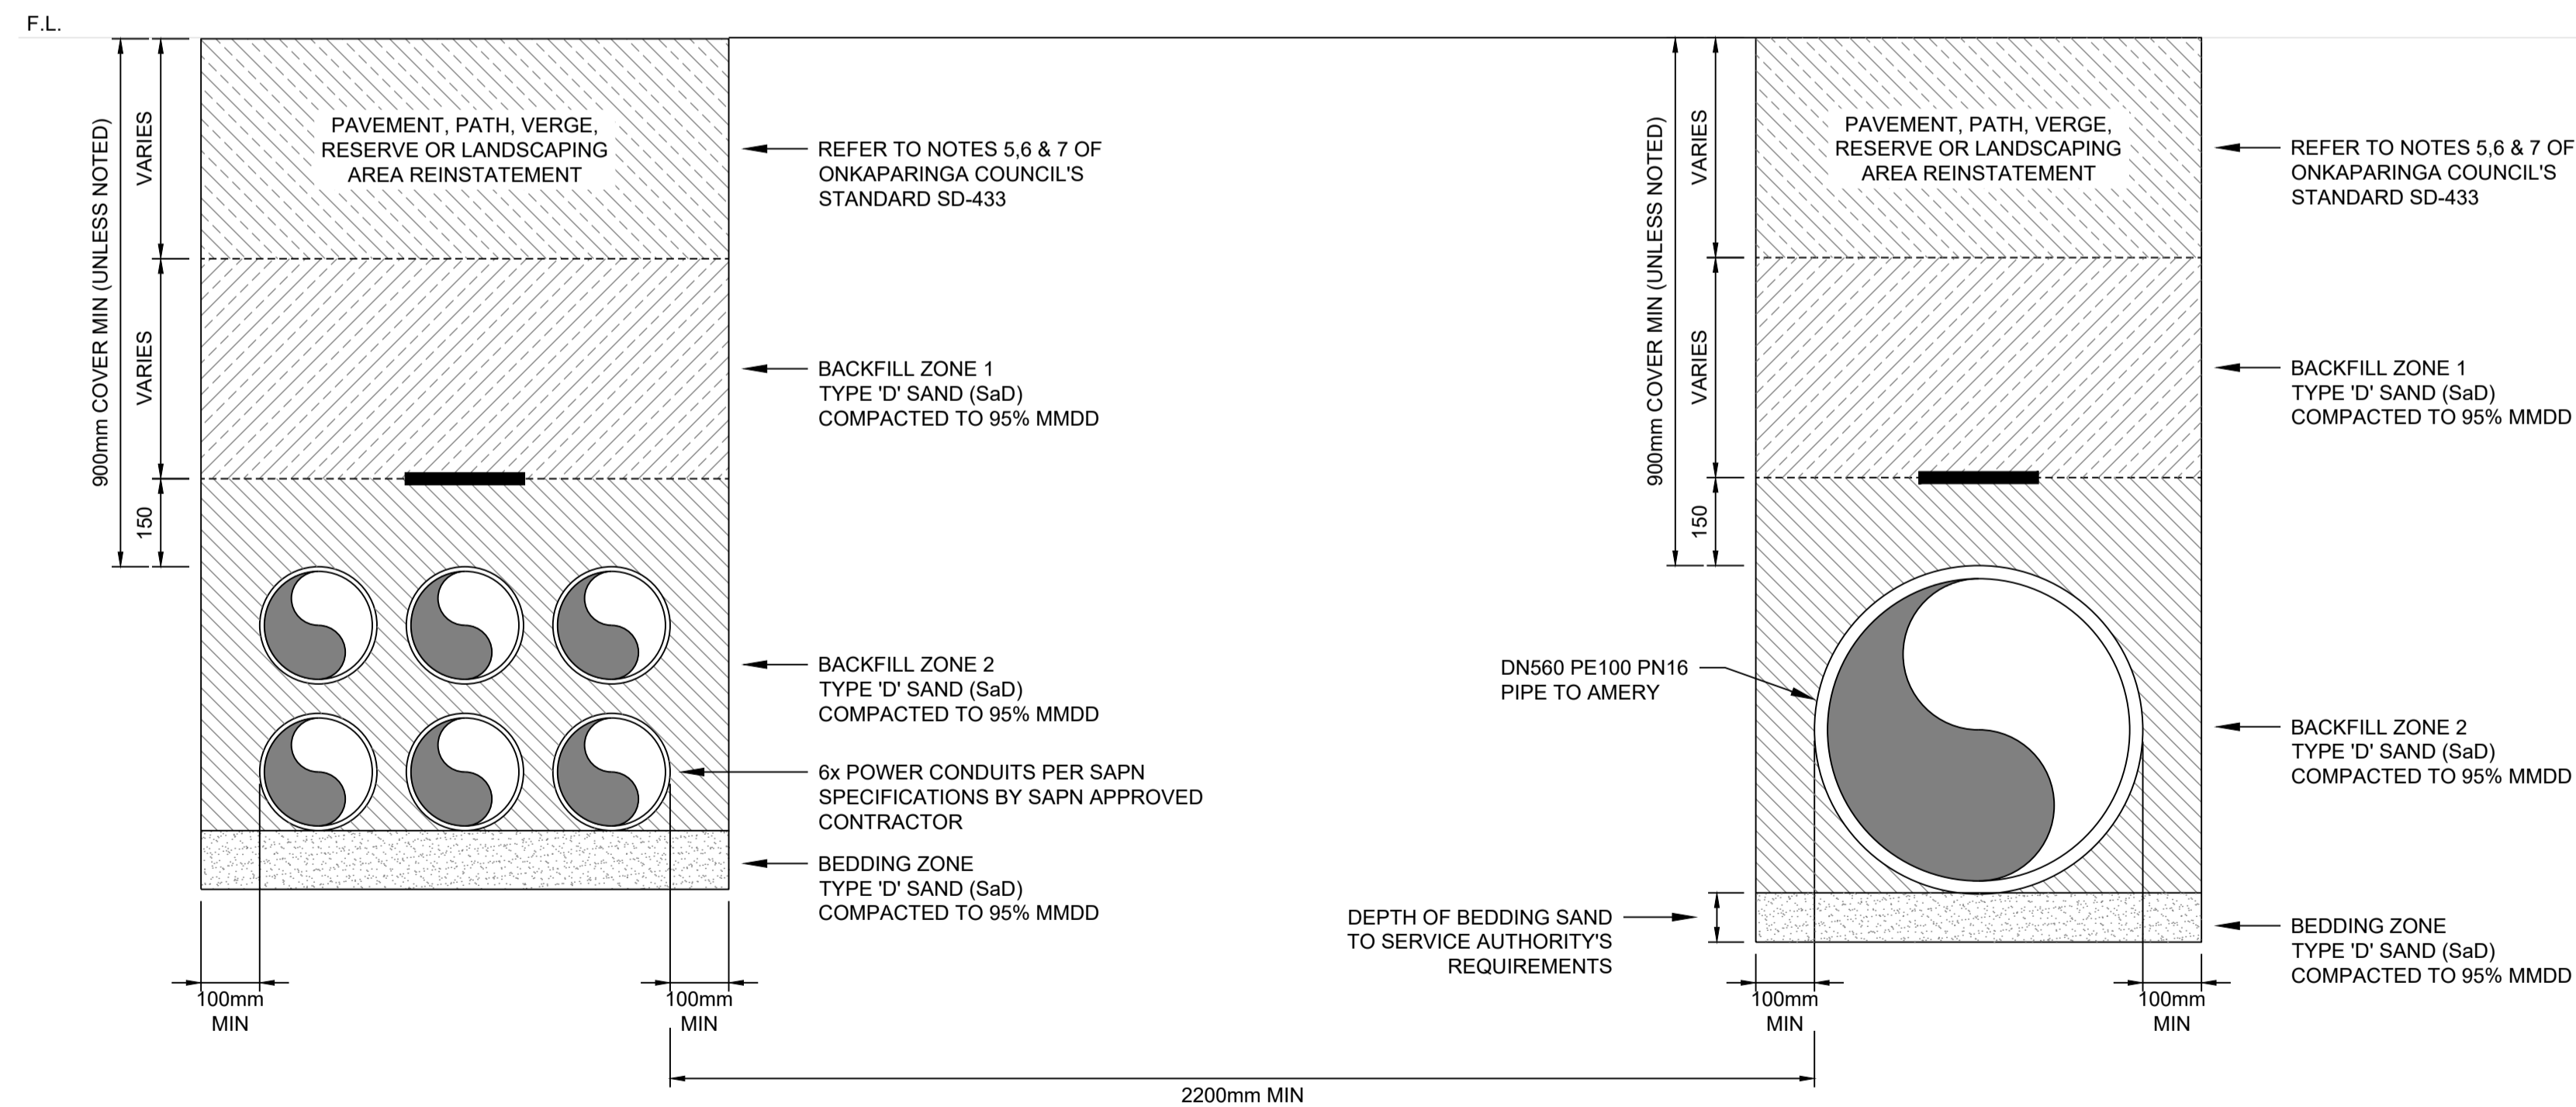 F.L.
900mm COVER MIN (UNLESS NOTED)
VARIES
VARIES
150
PAVEMENT, PATH, VERGE,
RESERVE OR LANDSCAPING
AREA REINSTATEMENT
REFER TO NOTES 5,6 & 7 OF
ONKAPARINGA COUNCIL'S
STANDARD SD-433
BACKFILL ZONE 1
TYPE 'D' SAND (SaD)
COMPACTED TO 95% MMDD
BACKFILL ZONE 2
TYPE 'D' SAND (SaD)
COMPACTED TO 95% MMDD
6x POWER CONDUITS PER SAPN
SPECIFICATIONS BY SAPN APPROVED
CONTRACTOR
BEDDING ZONE
TYPE 'D' SAND (SaD)
COMPACTED TO 95% MMDD
100mm
MIN
100mm
MIN
2200mm MIN
900mm COVER MIN (UNLESS NOTED)
VARIES
VARIES
150
PAVEMENT, PATH, VERGE,
RESERVE OR LANDSCAPING
AREA REINSTATEMENT
DN560 PE100 PN16
PIPE TO AMERY
DEPTH OF BEDDING SAND
TO SERVICE AUTHORITY'S
REQUIREMENTS
100mm
MIN
100mm
MIN
REFER TO NOTES 5,6 & 7 OF
ONKAPARINGA COUNCIL'S
STANDARD SD-433
BACKFILL ZONE 1
TYPE 'D' SAND (SaD)
COMPACTED TO 95% MMDD
BACKFILL ZONE 2
TYPE 'D' SAND (SaD)
COMPACTED TO 95% MMDD
BEDDING ZONE
TYPE 'D' SAND (SaD)
COMPACTED TO 95% MMDD